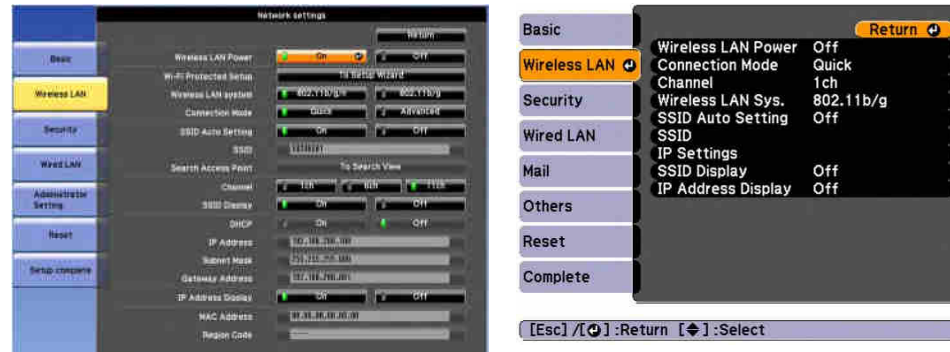 Network settings
Return
Basic
Wireless LAN
Security
Wired LAN
Administrator Setting
Reset
Setup complete
Wireless LAN Power On Off
Wi-Fi Protected Setup To Setup Wizard
Wireless LAN system 802.11b/g/n 802.11b/g
Connection Mode Quick Advanced
SSID Auto Setting On Off
SSID
Search Access Point To Search View
Channel 1ch 6ch 11ch
SSID Display On Off
DHCP On Off
IP Address
Subnet Mask 255.255.255.000
Gateway Address
IP Address Display On Off
MAC Address
Region Code
Basic
Wireless LAN
Security
Wired LAN
Mail
Others
Reset
Complete
Return
Wireless LAN Power Off
Connection Mode Quick
Channel 1ch
Wireless LAN Sys. 802.11b/g
SSID Auto Setting Off
SSID
IP Settings
SSID Display Off
IP Address Display Off
[Esc] /[ ] :Return [ ] :Select